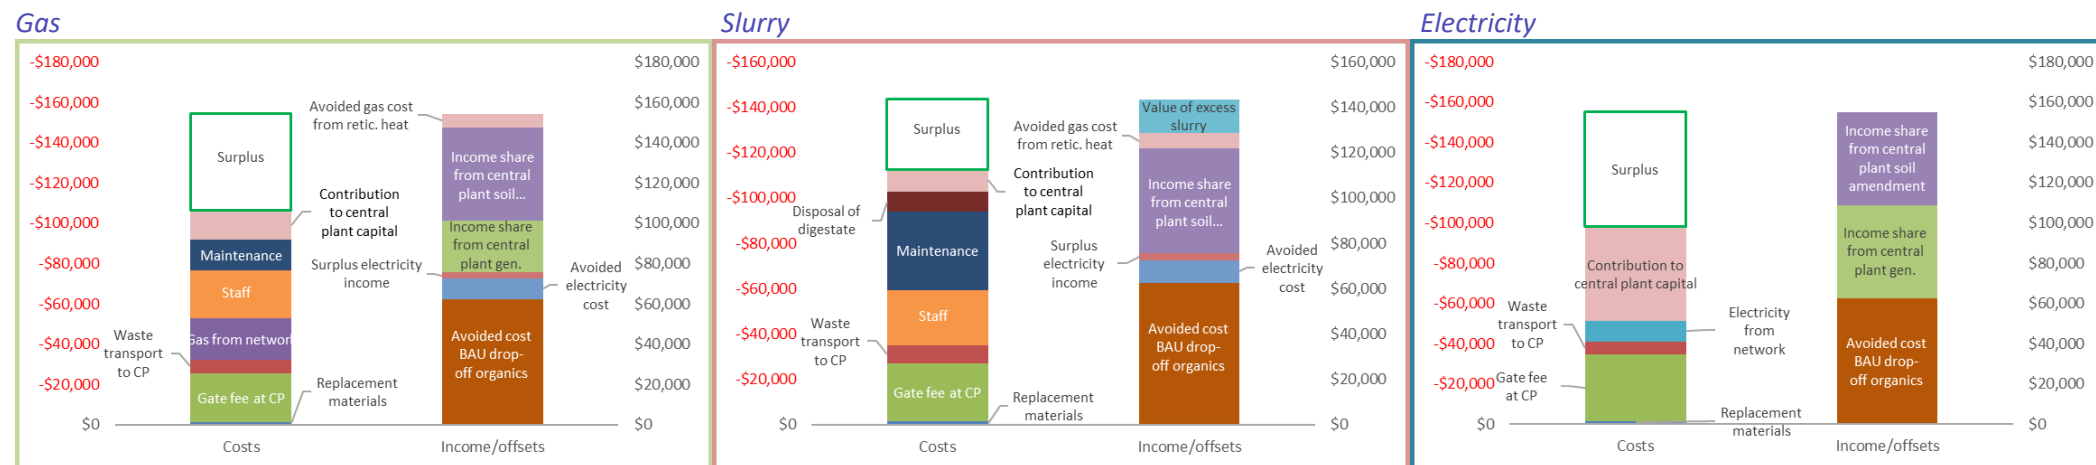 Gas
-$180,000
-$160,000
-$140,000
-$120,000
-$100,000
-$80,000
-$60,000
-$40,000
-$20,000
$0
Surplus
Contribution
to central
plant capital
Maintenance
Staff
Gas from network
Waste
transport
to CP
Gate fee at CP
Replacement
materials
Costs
Avoided gas cost
from retic. heat
Income share
from central
plant soil...
Income share
from central
plant gen.
Surplus electricity
income
Avoided
electricity
cost
Avoided cost
BAU drop-
off organics
Income/offsets
$180,000
$160,000
$140,000
$120,000
$100,000
$80,000
$60,000
$40,000
$20,000
$0
Slurry
-$160,000
-$140,000
-$120,000
-$100,000
-$80,000
-$60,000
-$40,000
-$20,000
$0
Surplus
Contribution
to central
plant capital
Disposal of
digestate
Maintenance
Staff
Waste
transport
to CP
Gate fee at CP
Replacement
materials
Costs
Value of excess
slurry
Avoided gas cost
from retic. heat
Income share
from central
plant soil...
Surplus
electricity
income
Avoided
electricity
cost
Avoided cost
BAU drop-
off organics
Income/offsets
$160,000
$140,000
$120,000
$100,000
$80,000
$60,000
$40,000
$20,000
$0
Electricity
-$180,000
-$160,000
-$140,000
-$120,000
-$100,000
-$80,000
-$60,000
-$40,000
-$20,000
$0
Surplus
Contribution to
central plant capital
Waste
transport
to CP
Electricity
from
network
Gate fee
at CP
Replacement
materials
Costs
Income share
from central
plant soil
amendment
Income share
from central
plant gen.
Avoided cost
BAU drop-
off organics
Income/offsets
$180,000
$160,000
$140,000
$120,000
$100,000
$80,000
$60,000
$40,000
$20,000
$0